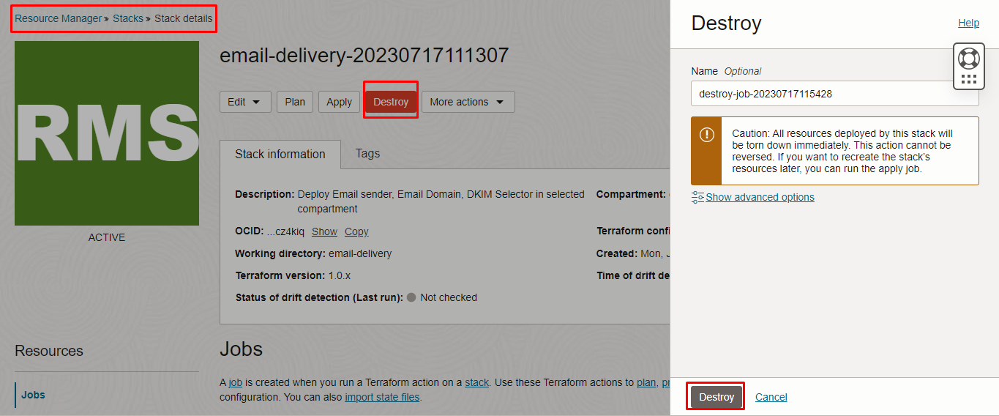 Resource Manager » Stacks » Stack details
RMS
ACTIVE
email-delivery-20230717111307
Edit Plan Apply Destroy More actions
Stack information Tags
Description: Deploy Email sender, Email Domain, DKIM Selector in selected
compartment
Compartment:
OCID: ...cz4kiq Show Copy
Terraform confi
Working directory: email-delivery
Created: Mon, J
Terraform version: 1.0.x
Time of drift de
Status of drift detection (Last run): Not checked
Resources
Jobs
Jobs
A job is created when you run a Terraform action on a stack. Use these Terraform actions to plan, pr
configuration. You can also import state files.
Destroy
Help
Name Optional
destroy-job-20230717115428
Caution: All resources deployed by this stack will
be torn down immediately. This action cannot be
reversed. If you want to recreate the stack's
resources later, you can run the apply job.
Show advanced options
Destroy Cancel